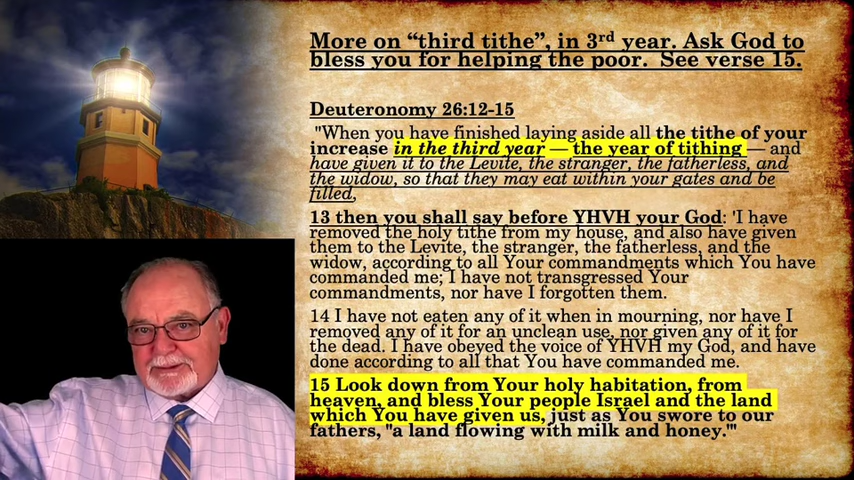 More on “third tithe”, in 3rd year. Ask God to
bless you for helping the poor.  See verse 15.
Deuteronomy 26:12-15
"When you have finished laying aside all the tithe of your
increase in the third year — the year of tithing — and
have given it to the Levite, the stranger, the fatherless, and
the widow, so that they may eat within your gates and be
filled,
13 then you shall say before YHVH your God: 'I have
removed the holy tithe from my house, and also have given
them to the Levite, the stranger, the fatherless, and the
widow, according to all Your commandments which You have
commanded me; I have not transgressed Your
commandments, nor have I forgotten them.
14 I have not eaten any of it when in mourning, nor have I
removed any of it for an unclean use, nor given any of it for
the dead. I have obeyed the voice of YHVH my God, and have
done according to all that You have commanded me.
15 Look down from Your holy habitation, from
heaven, and bless Your people Israel and the land
which You have given us, just as You swore to our
fathers, "a land flowing with milk and honey."'